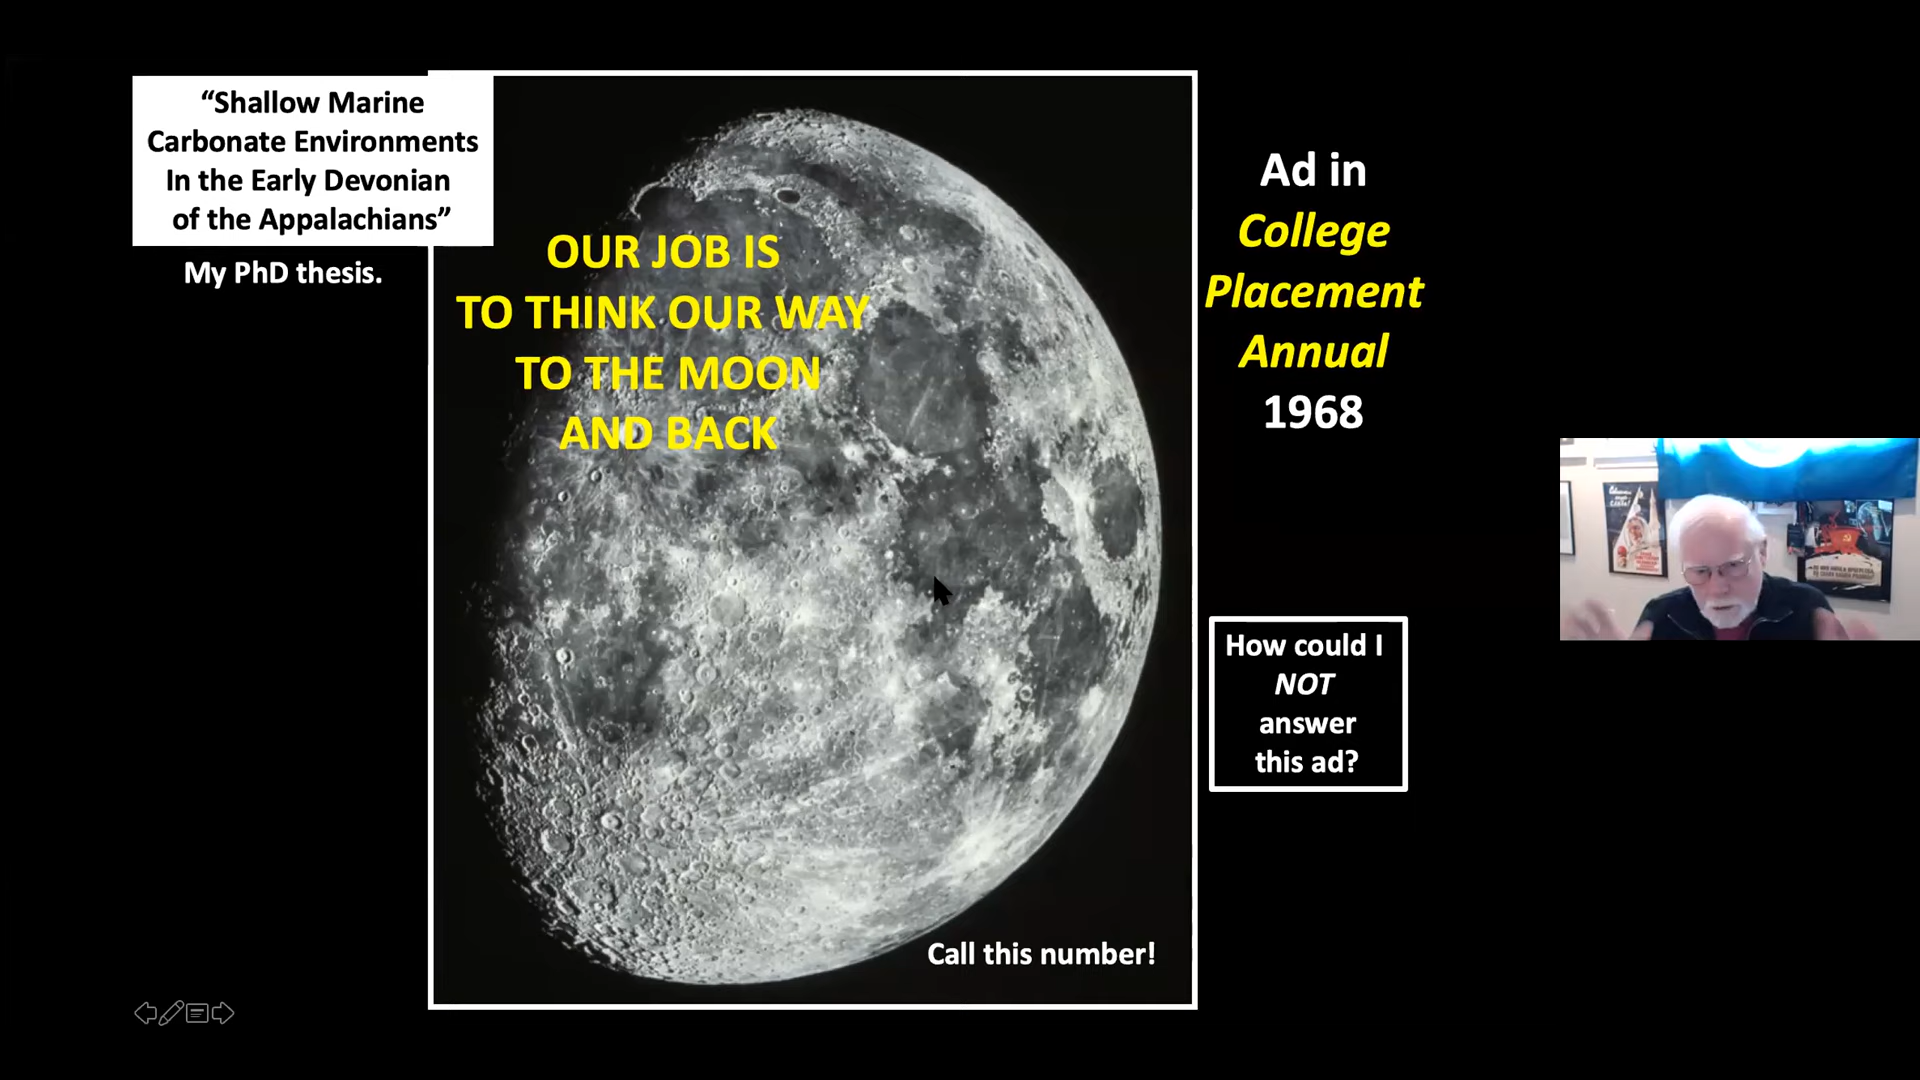 “Shallow Marine
Carbonate Environments
In the Early Devonian
of the Appalachians”
My PhD thesis.
OUR JOB IS
TO THINK OUR WAY
TO THE MOON
AND BACK
Call this number!
Ad in
College
Placement
Annual
1968
How could I
NOT
answer
this ad?